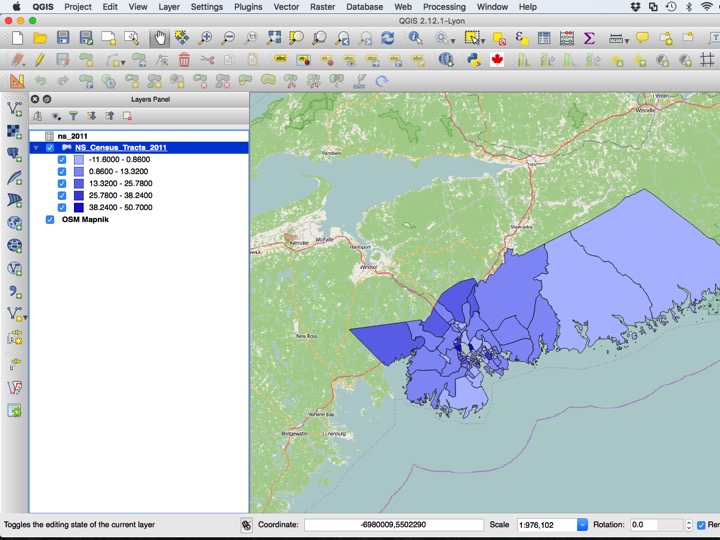 QGIS Project Edit View Layer Settings Plugins Vector Raster Database Web Processing Window Help
QGIS 2.12.1-Lyon
Layers Panel
ns_2011
NS_Census_Tracts_2011
-11.6000 - 0.8600
0.8600 - 13.3200
13.3200 - 25.7800
25.7800 - 38.2400
38.2400 - 50.7000
OSM Mapnik
Parrsboro
Stewiacke
Kentville
Wolfville
Hantsport
Windsor
New Ross
Mahone Bay
Bridgewater
Lunenburg
Toggles the editing state of the current layer
Coordinate: -6980009,5502290 Scale 1:976,102 Rotation: 0.0 Ren